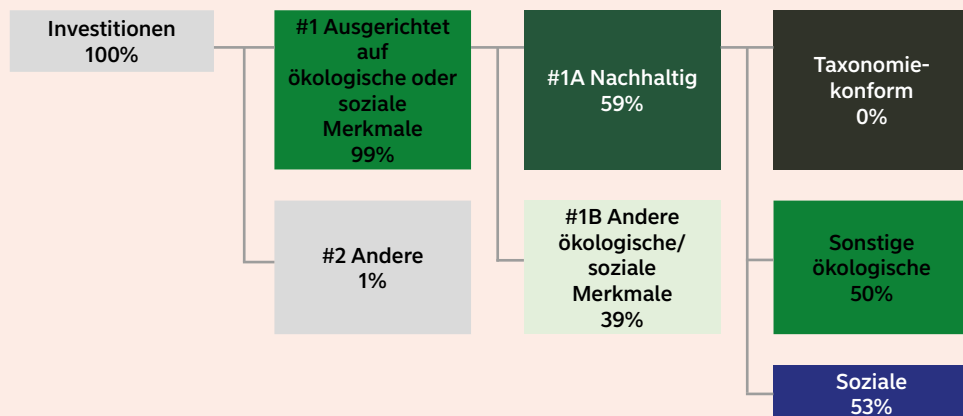 Investitionen
100%
#1 Ausgerichtet
auf
ökologische oder
soziale
Merkmale
99%
#1A Nachhaltig
59%
Taxonomie-
konform
0%
#2 Andere
1%
#1B Andere
ökologische/
soziale
Merkmale
39%
Sonstige
ökologische
50%
Soziale
53%